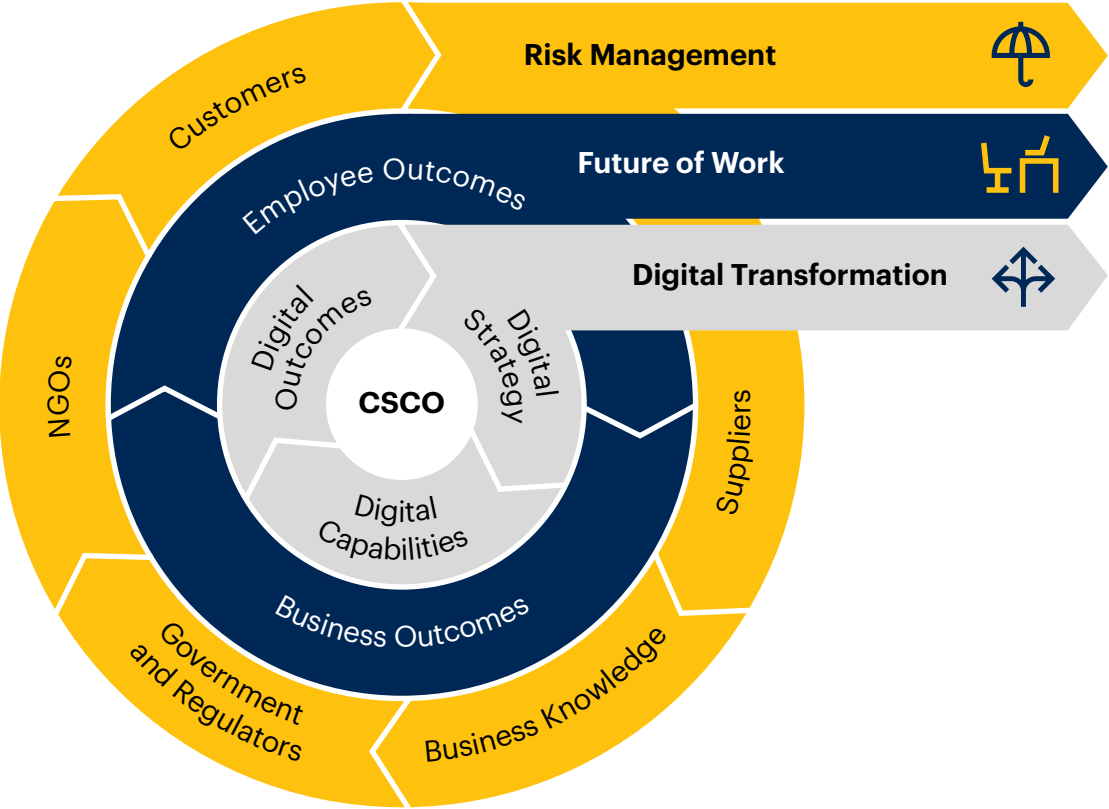 Risk Management
Future of Work
Digital Transformation
Customers
Employee Outcomes
Digital
Outcomes
Digital
Strategy
CSCO
NGOs
Suppliers
Digital
Capabilities
Business Outcomes
Government
and Regulators
Business Knowledge